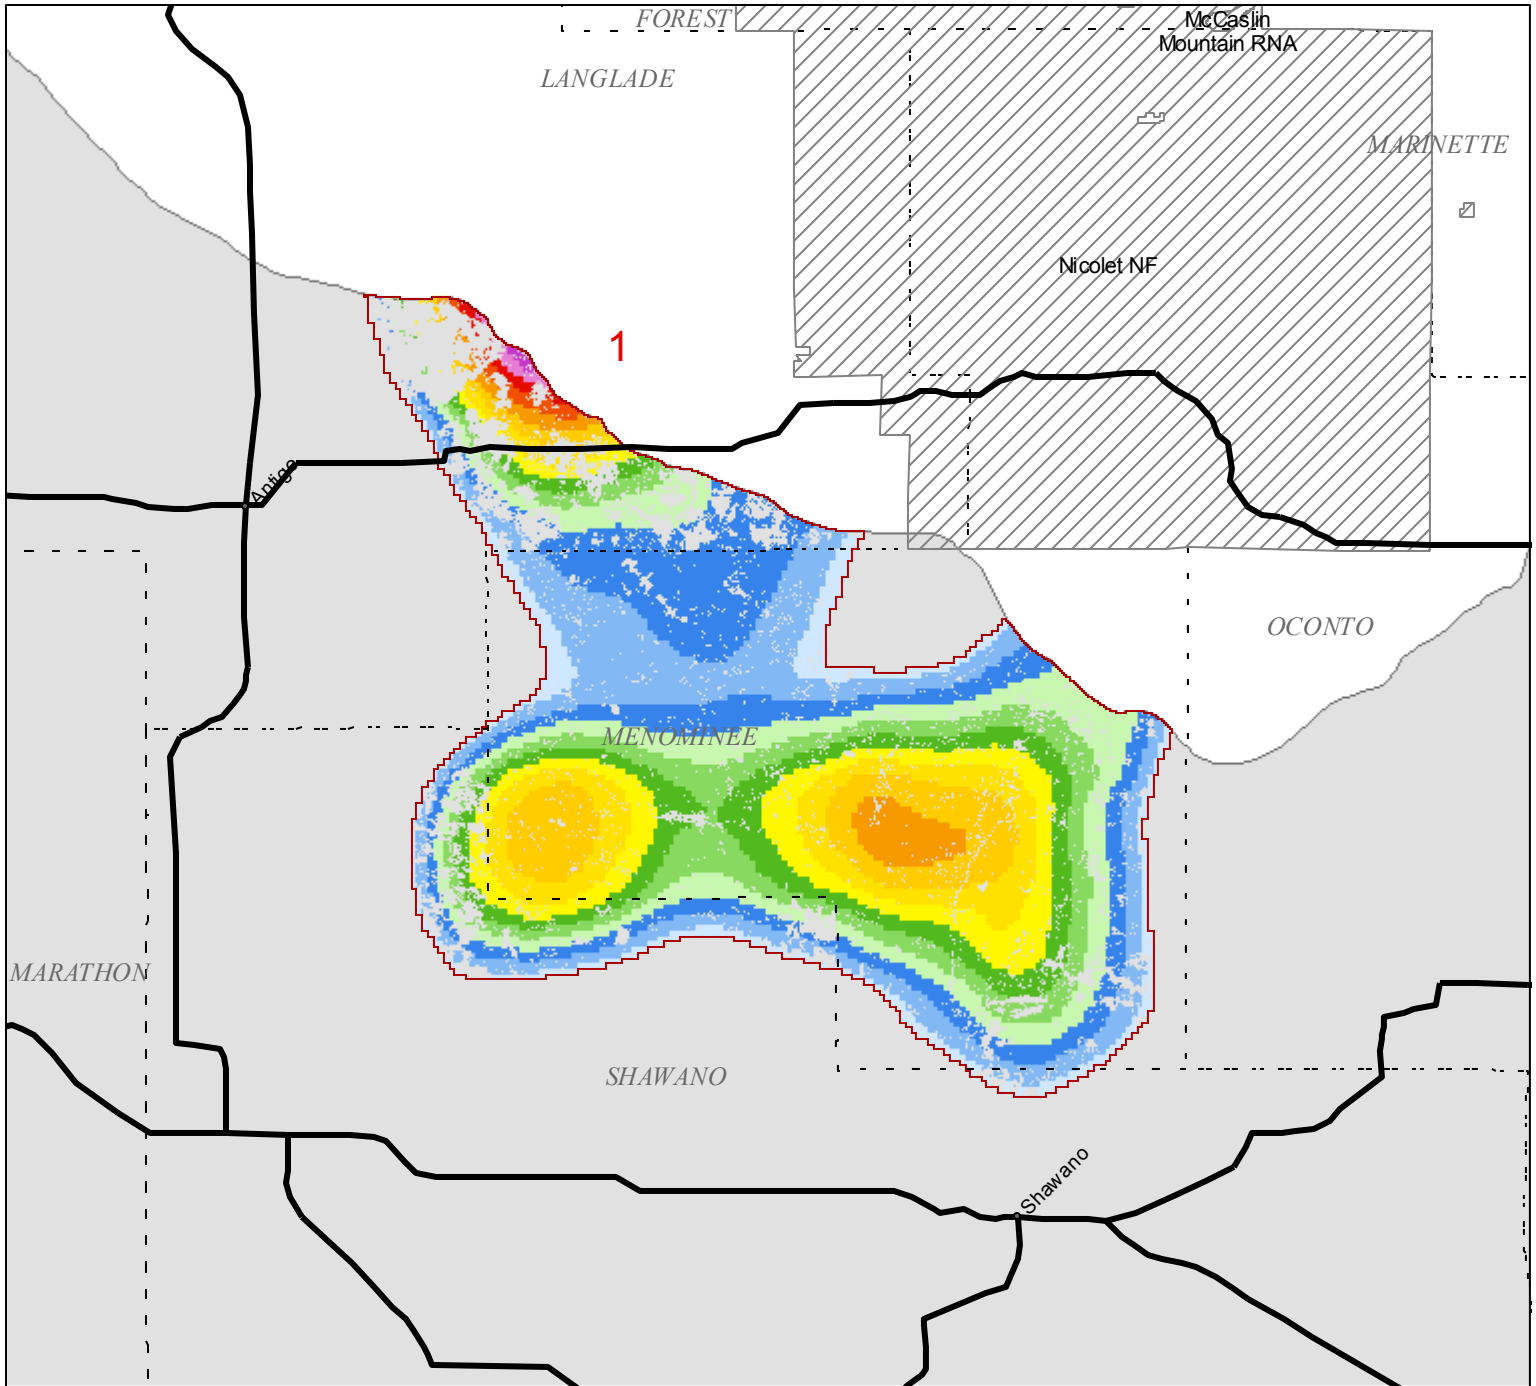 FOREST
McCaslin
Mountain RNA
LANGLADE
MARINETTE
Nicolet NF
1
Antigo
OCONTO
MENOMINEE
MARATHON
SHAWANO
Shawano